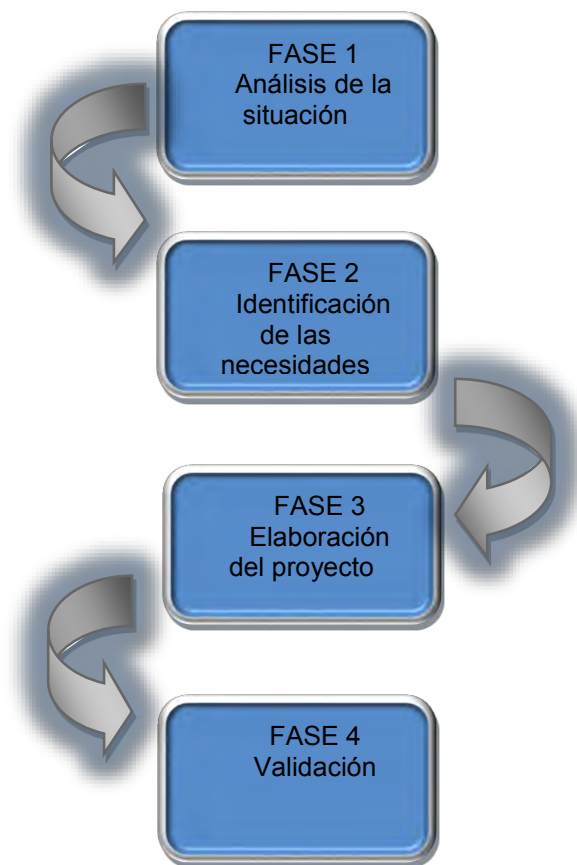 FASE 1
Análisis de la
situación
FASE 2
Identificación
de las
necesidades
FASE 3
Elaboración
del proyecto
FASE 4
Validación